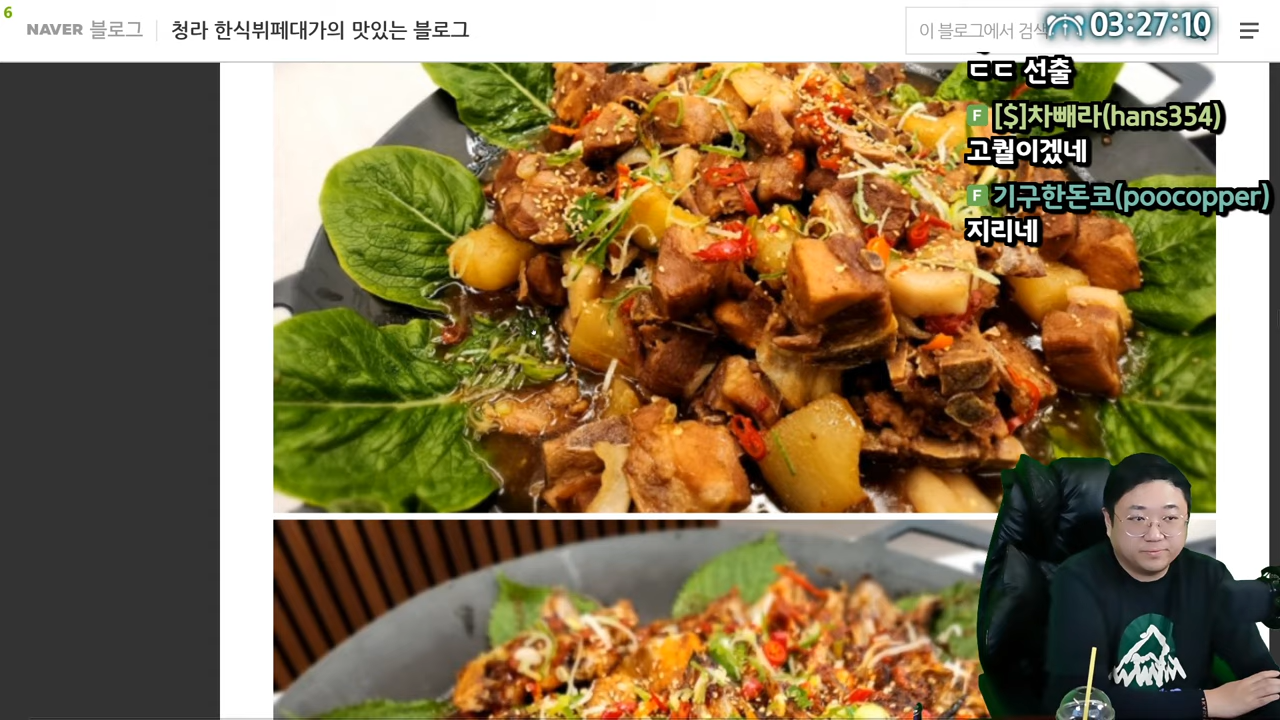 6
NAVER 블로그
청라 한식뷔페대가의 맛있는 블로그
이 블로그에서 검색
03:27:10
ㄷㄷ 선출
F [$]차빼라(hans354)
고퀄이겠네
F 기구한돈코(poocopper)
지리네